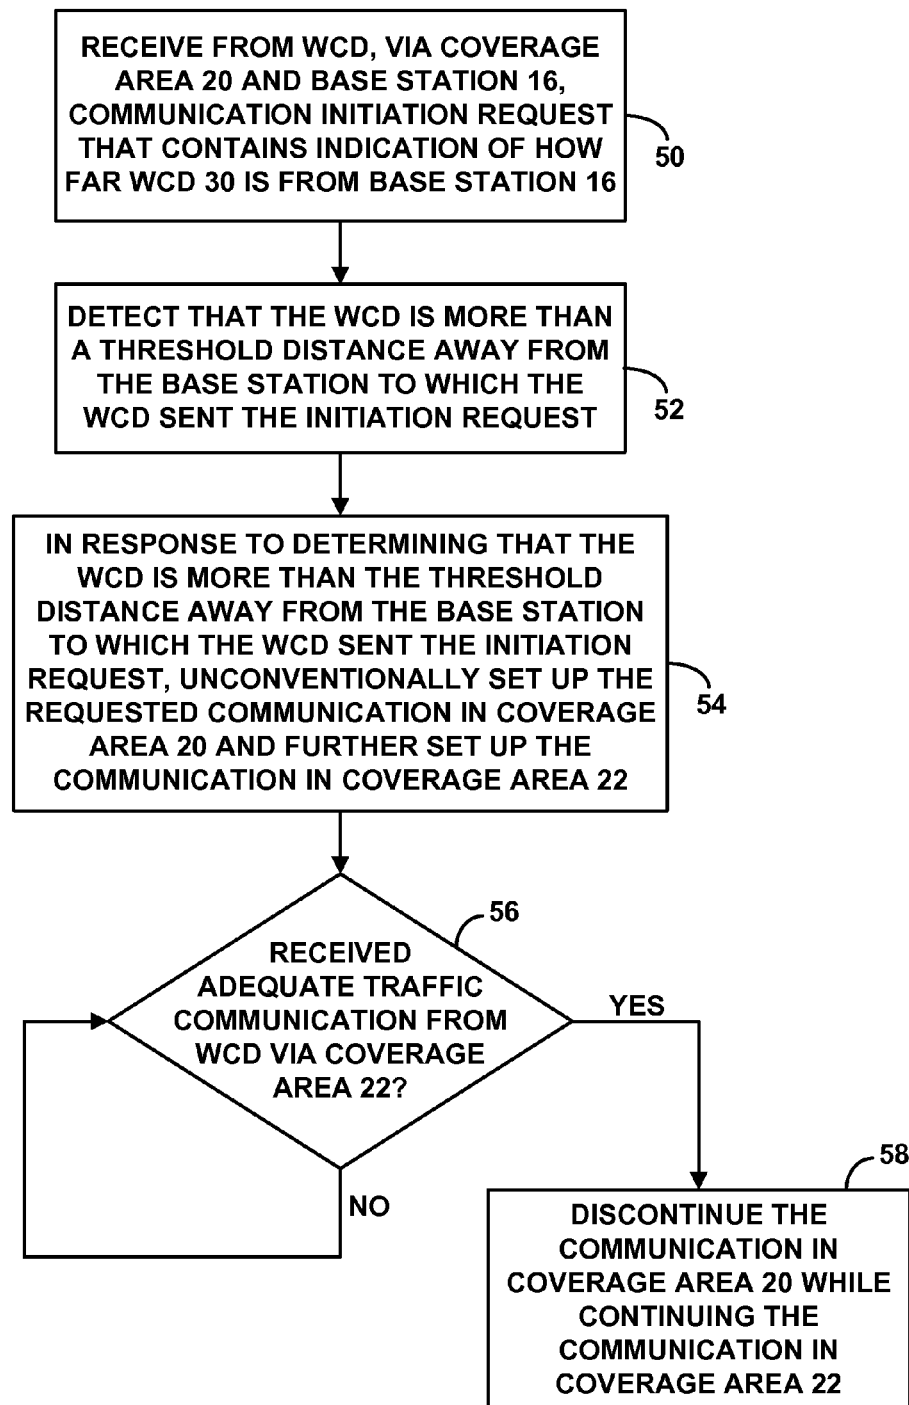 RECEIVE FROM WCD, VIA COVERAGE
AREA 20 AND BASE STATION 16,
COMMUNICATION INITIATION REQUEST
THAT CONTAINS INDICATION OF HOW
FAR WCD 30 IS FROM BASE STATION 16
50
DETECT THAT THE WCD IS MORE THAN
A THRESHOLD DISTANCE AWAY FROM
THE BASE STATION TO WHICH THE
WCD SENT THE INITIATION REQUEST
52
IN RESPONSE TO DETERMINING THAT THE
WCD IS MORE THAN THE THRESHOLD
DISTANCE AWAY FROM THE BASE STATION
TO WHICH THE WCD SENT THE INITIATION
REQUEST, UNCONVENTIONALLY SET UP THE
REQUESTED COMMUNICATION IN COVERAGE
AREA 20 AND FURTHER SET UP THE
COMMUNICATION IN COVERAGE AREA 22
54
56
RECEIVED
ADEQUATE TRAFFIC
COMMUNICATION FROM
WCD VIA COVERAGE
AREA 22?
YES
NO
58
DISCONTINUE THE
COMMUNICATION IN
COVERAGE AREA 20 WHILE
CONTINUING THE
COMMUNICATION IN
COVERAGE AREA 22